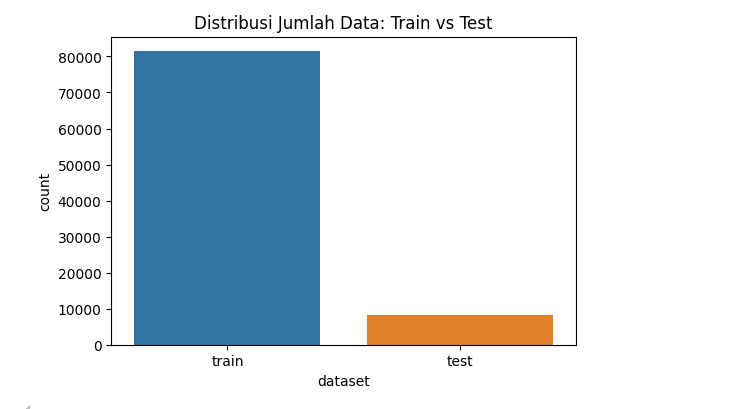 Distribusi Jumlah Data: Train vs Test
80000
70000
60000
50000
40000
30000
20000
10000
0
count
train
test
dataset